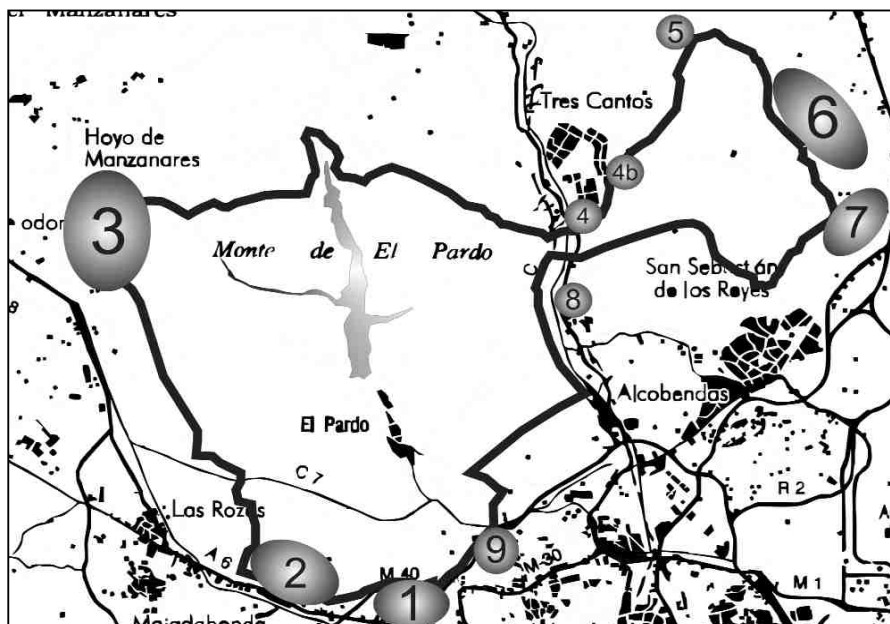 Manzanares
5
Tres Cantos
6
Hoyo de
Manzanares
4b
4
3
7
Monte de El Pardo
C
San Sebastián
de los Reyes
8
Alcobendas
El Pardo
C 7
R 2
Las Rozas
A 6
2
M 40
9
M-30
1
M 1
Majadahonda